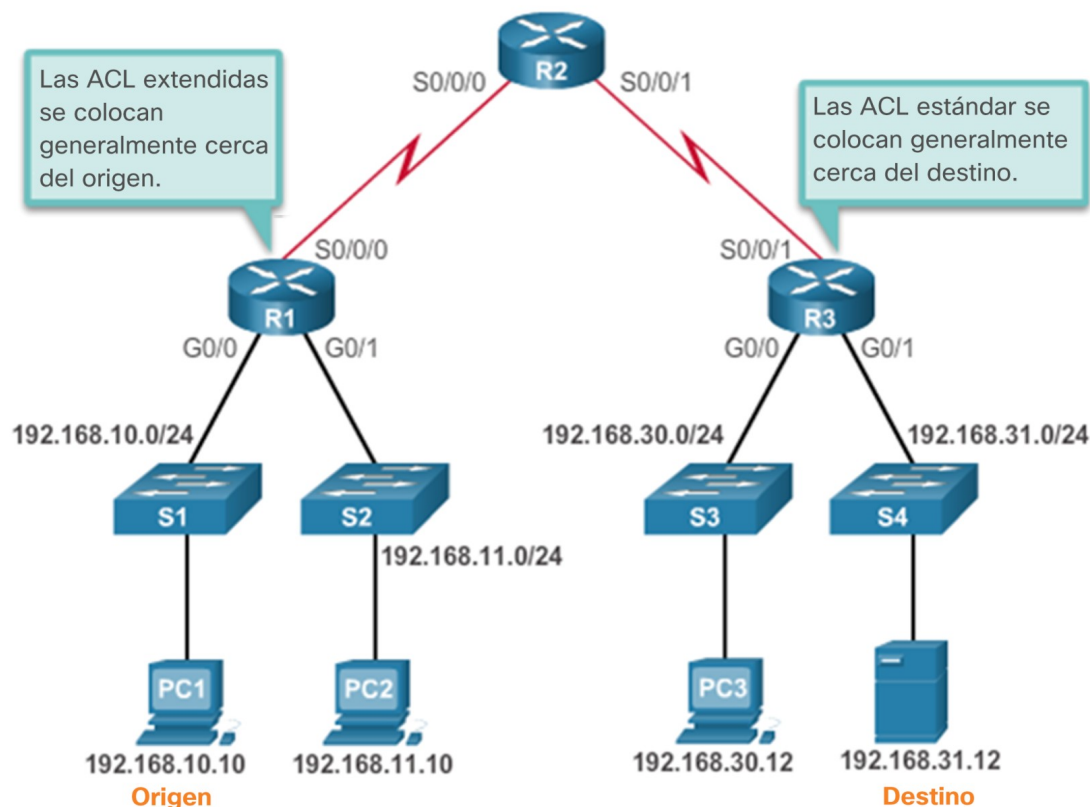 R2
S0/0/0
S0/0/1
Las ACL extendidas
se colocan
generalmente cerca
del origen.
Las ACL estándar se
colocan generalmente
cerca del destino.
S0/0/0
S0/0/1
R1
R3
G0/0
G0/1
G0/0
G0/1
192.168.10.0/24
192.168.30.0/24
192.168.31.0/24
S1
S2
S3
S4
192.168.11.0/24
PC1
PC2
PC3
192.168.10.10
192.168.11.10
192.168.30.12
192.168.31.12
Origen
Destino